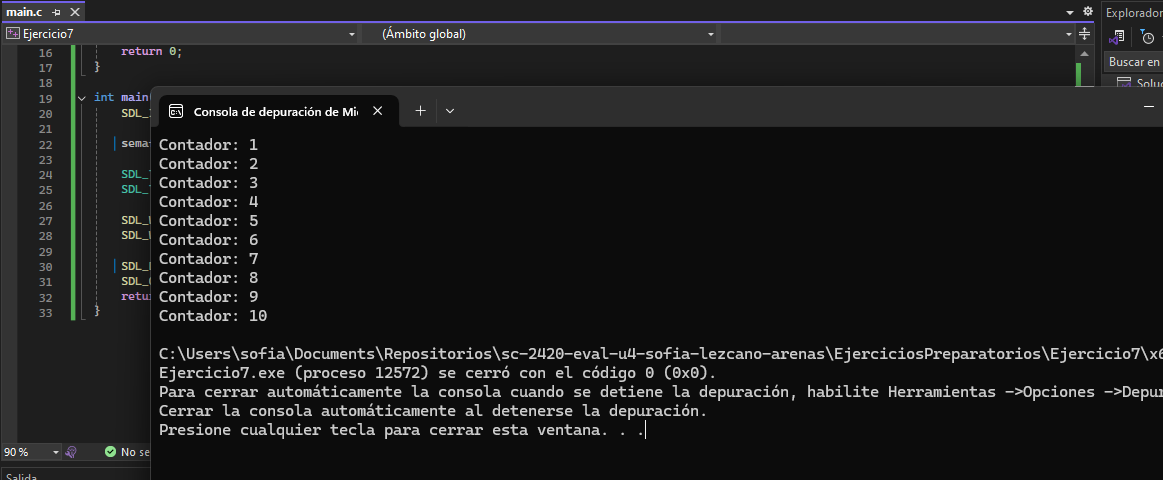 main.c
Explorador
Ejercicio7
(Ámbito global)
Buscar en
16 return 0;
17 }
18
19 int main
20 SDL_
21
22 sema
23
24 SDL_
25 SDL_
26
27 SDL_
28 SDL_
29
30 SDL_
31 SDL_
32 retur
33 }
Consola de depuración de Mi
Contador: 1
Contador: 2
Contador: 3
Contador: 4
Contador: 5
Contador: 6
Contador: 7
Contador: 8
Contador: 9
Contador: 10
C:\Users\sofia\Documents\Repositorios\sc-2420-eval-u4-sofia-lezcano-arenas\EjerciciosPreparatorios\Ejercicio7\x6
Ejercicio7.exe (proceso 12572) se cerró con el código 0 (0x0).
Para cerrar automáticamente la consola cuando se detiene la depuración, habilite Herramientas ->Opciones ->Depur
Cerrar la consola automáticamente al detenerse la depuración.
Presione cualquier tecla para cerrar esta ventana. . .
90 %
No se
Salida